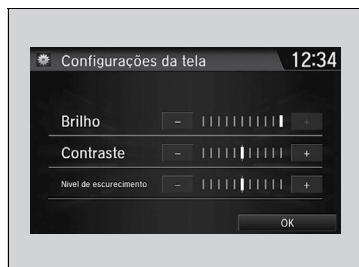 Configurações da tela 12:34
Brilho - +
Contraste - +
Nível de escurecimento - +
OK